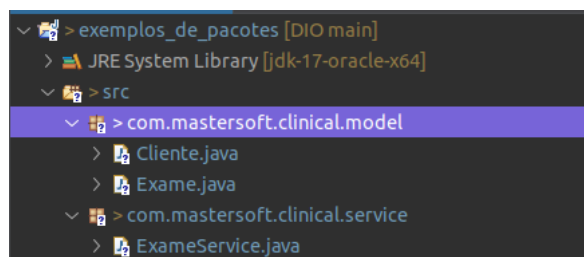 > exemplos_de_pacotes [DIO main]
JRE System Library [jdk-17-oracle-x64]
> src
> com.mastersoft.clinical.model
Cliente.java
Exame.java
> com.mastersoft.clinical.service
ExameService.java